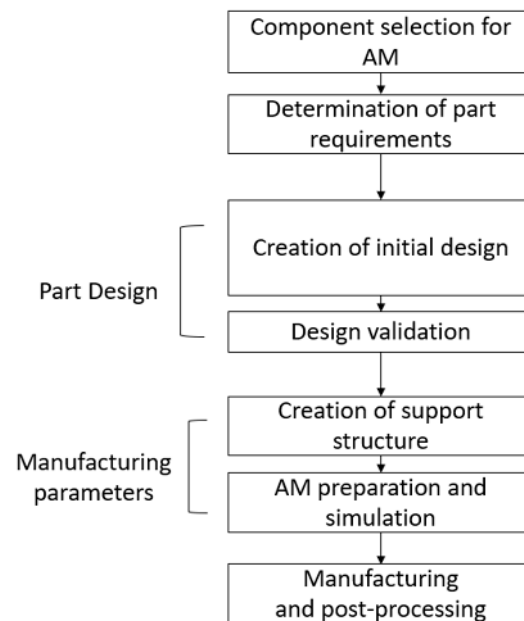 Component selection for
AM
Determination of part
requirements
Creation of initial design
Part Design
Design validation
Creation of support
structure
Manufacturing
parameters
AM preparation and
simulation
Manufacturing
and post-processing